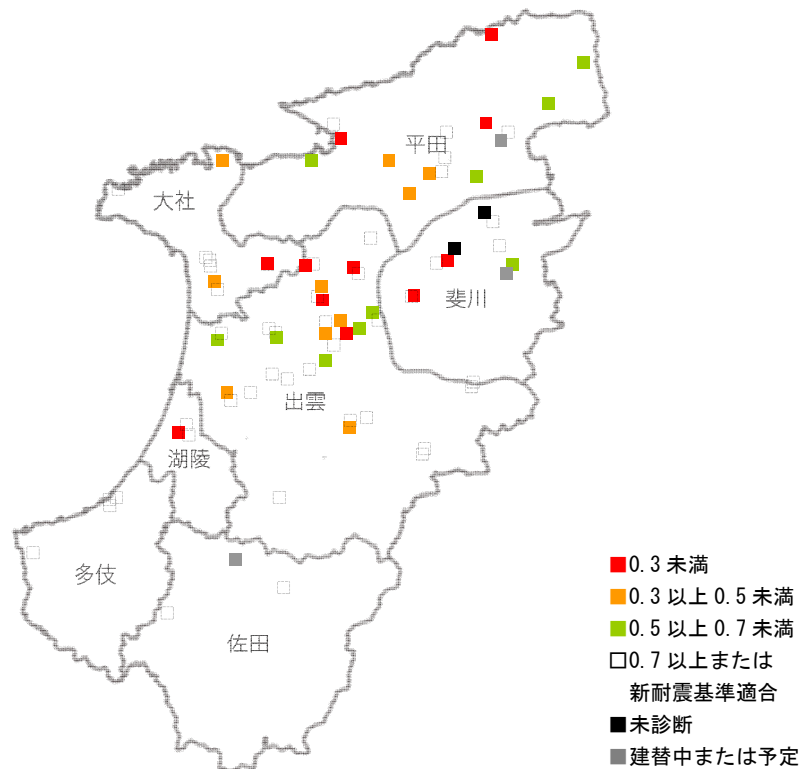 平田
大社
斐川
出雲
湖陵
多伎
佐田
0.3未満
0.3以上0.5未満
0.5以上0.7未満
0.7以上または
新耐震基準適合
未診断
建替中または予定